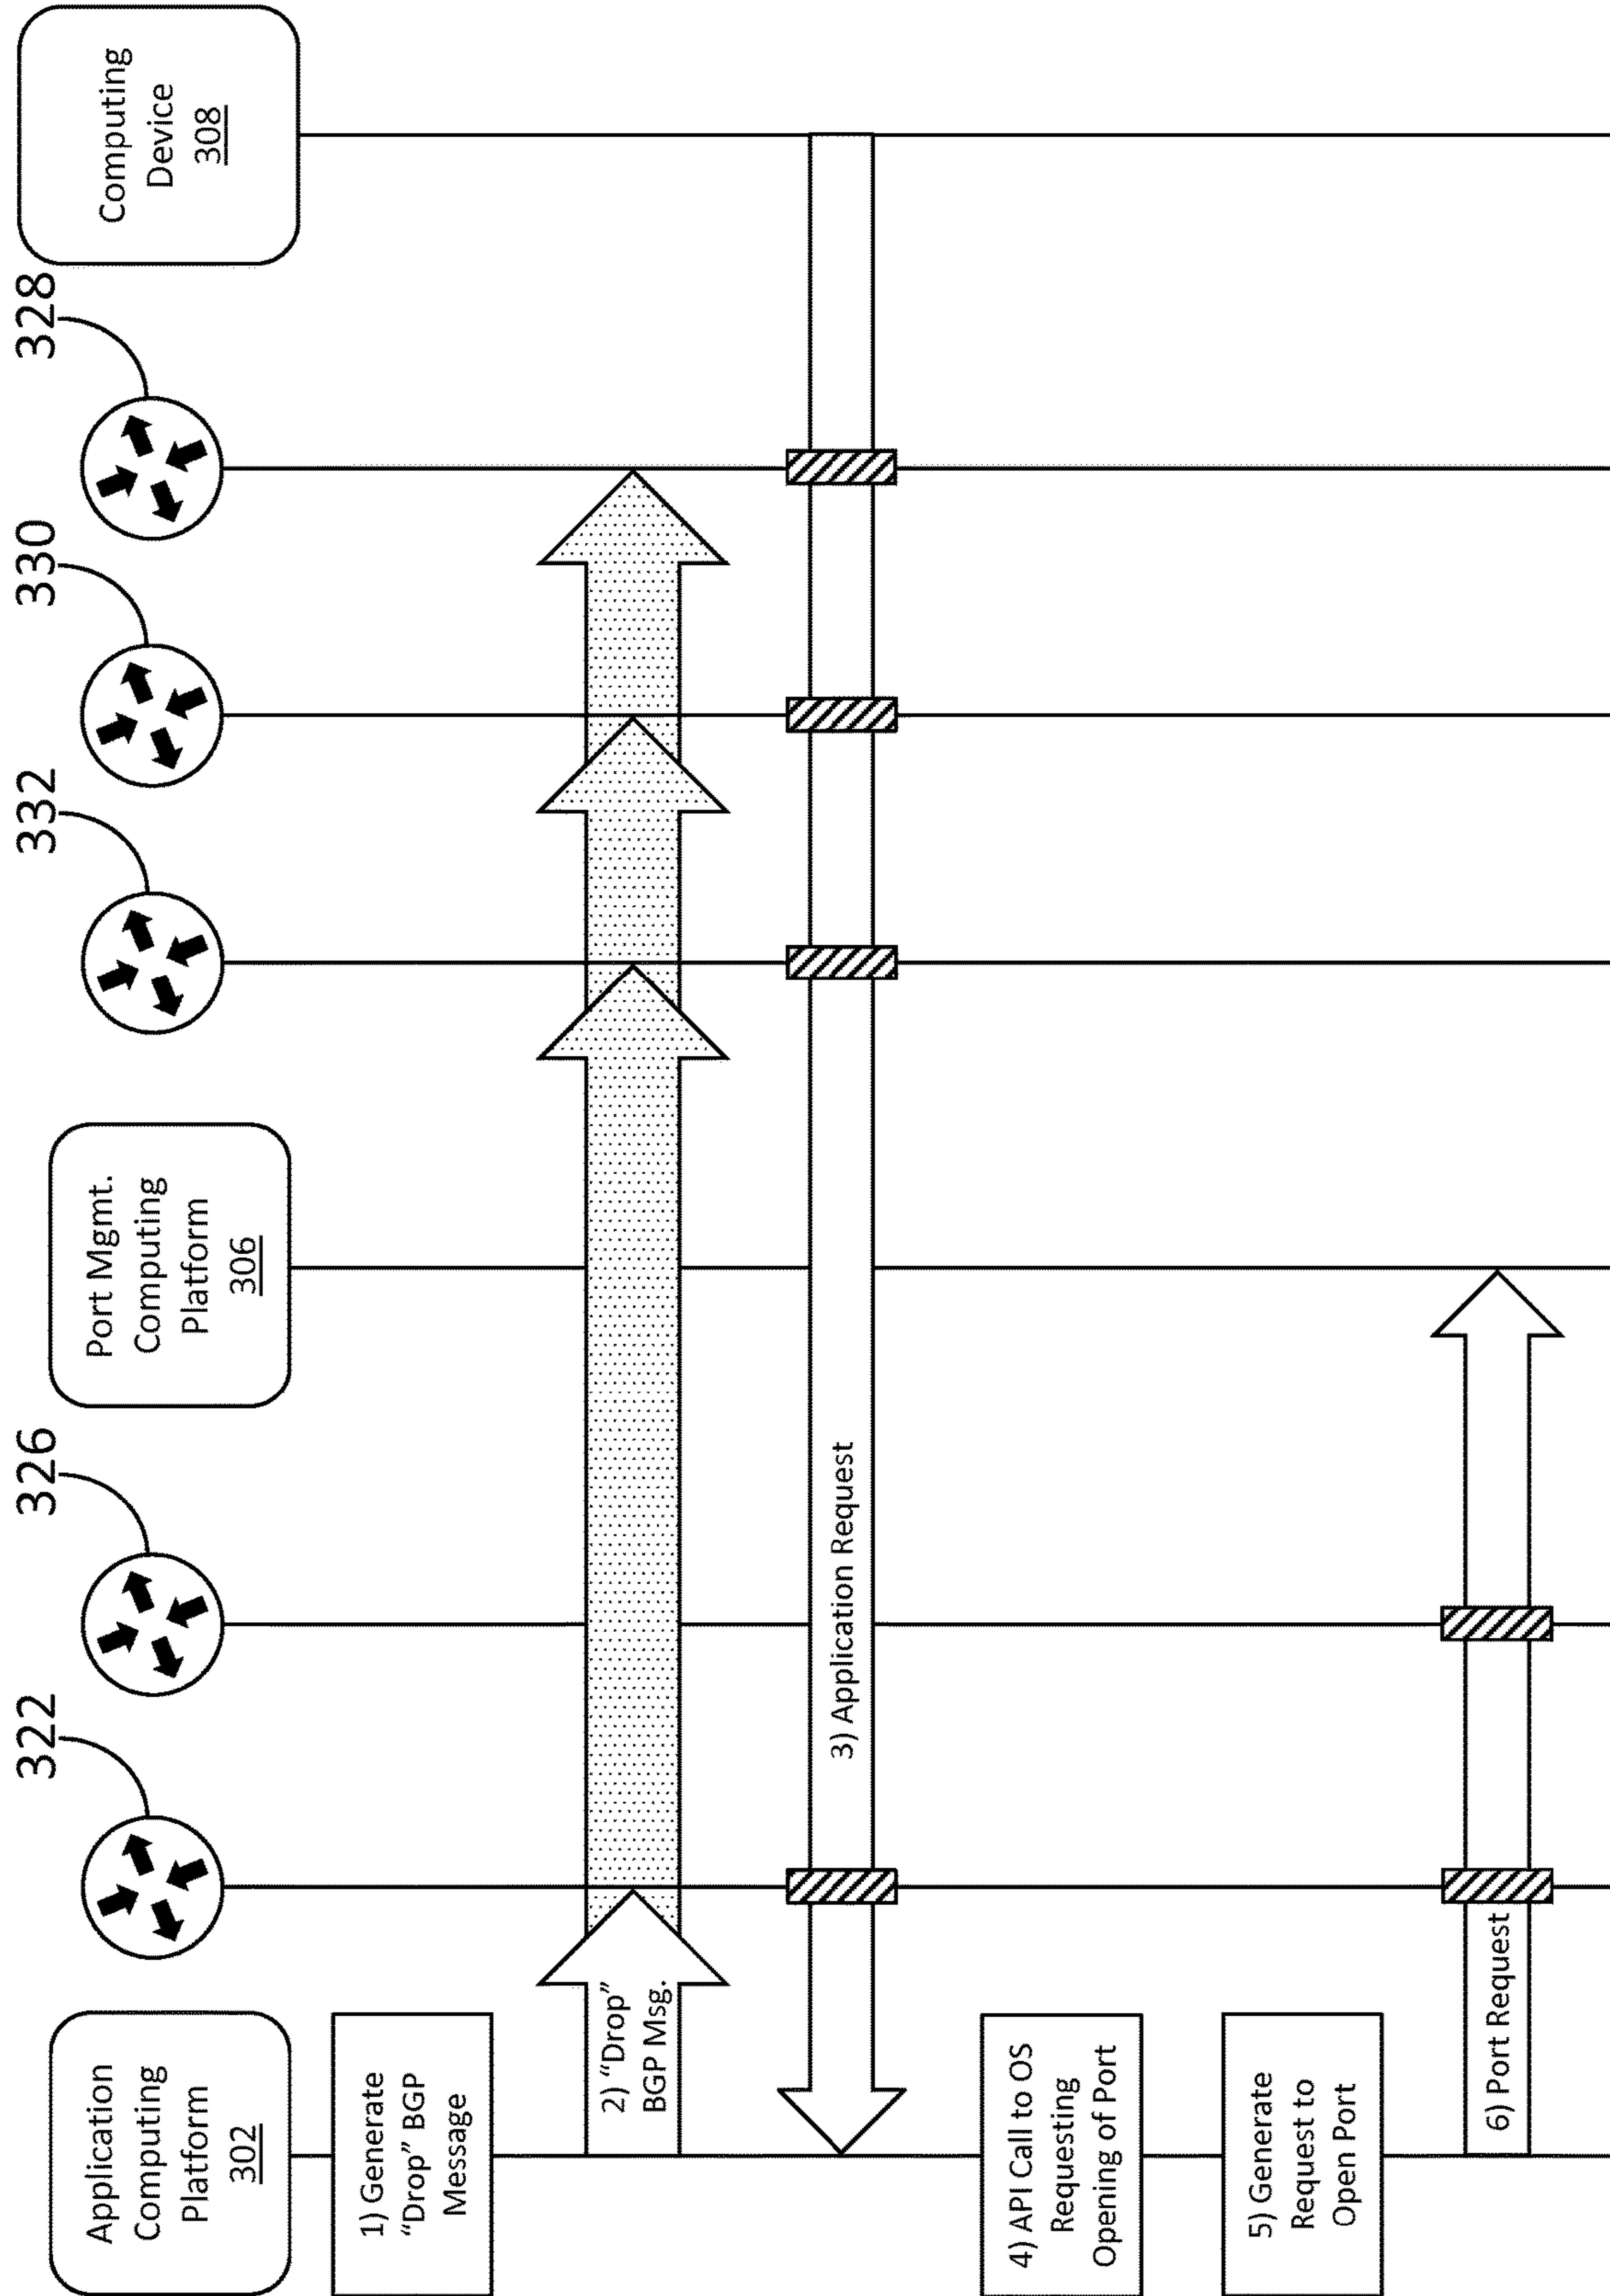 Application
Computing
Platform
302
322
326
Port Mgmt.
Computing
Platform
306
332
330
328
Computing
Device
308
1) Generate
“Drop” BGP
Message
2) “Drop”
BGP Msg.
3) Application Request
4) API Call to OS
Requesting
Opening of Port
5) Generate
Request to
Open Port
6) Port Request